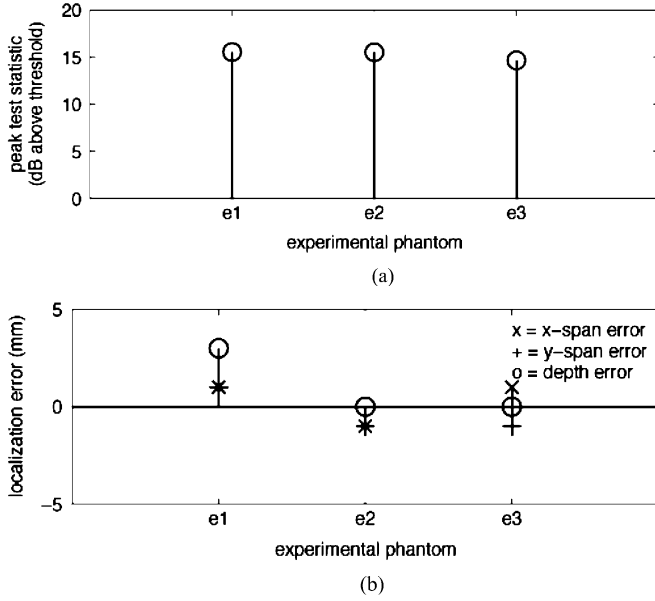 20
15
10
5
0
peak test statistic
(dB above threshold)
e1 e2 e3
experimental phantom
(a)
5
0
−5
localization error (mm)
x = x−span error
+ = y−span error
o = depth error
e1 e2 e3
experimental phantom
(b)